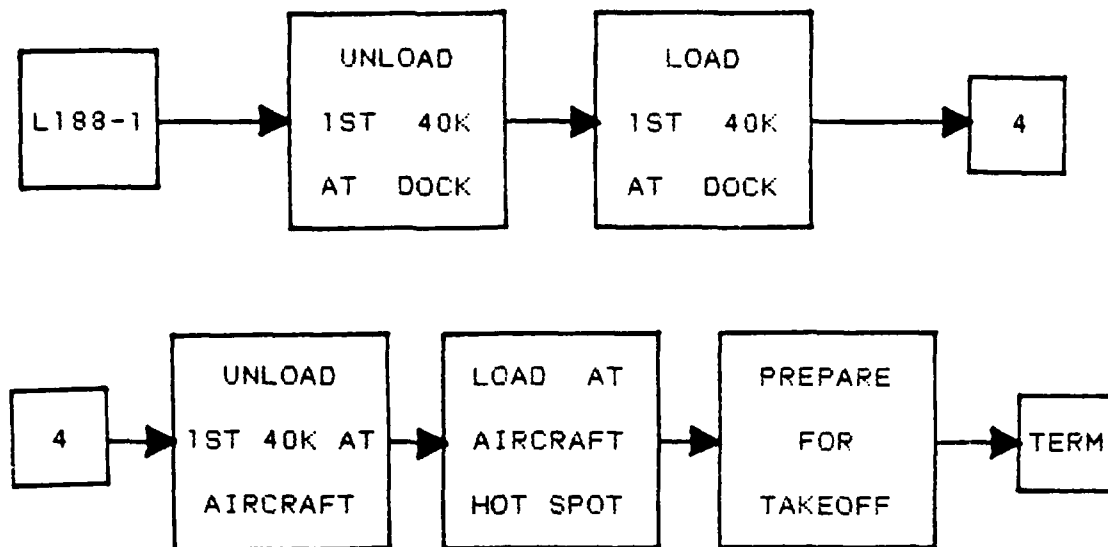 L188-1
UNLOAD
1ST 40K
AT DOCK
LOAD
1ST 40K
AT DOCK
4
4
UNLOAD
1ST 40K AT
AIRCRAFT
LOAD AT
AIRCRAFT
HOT SPOT
PREPARE
FOR
TAKEOFF
TERM